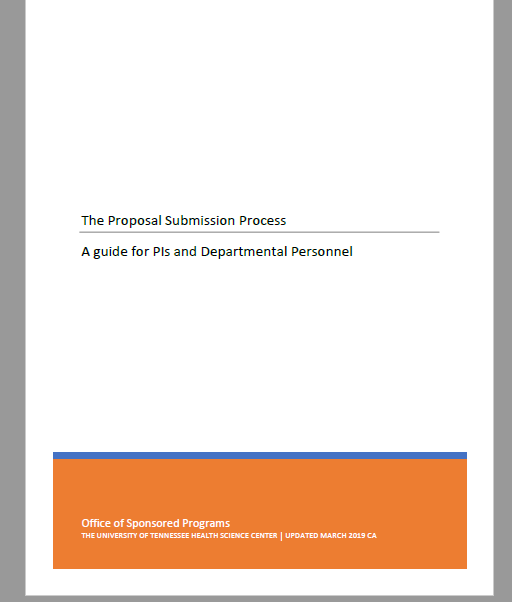 The Proposal Submission Process
A guide for PIs and Departmental Personnel
Office of Sponsored Programs
THE UNIVERSITY OF TENNESSEE HEALTH SCIENCE CENTER | UPDATED MARCH 2019 CA